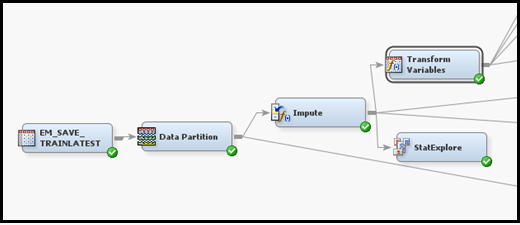 Transform
Variables
Impute
EM_SAVE_
TRAINLATEST
Data Partition
StatExplore